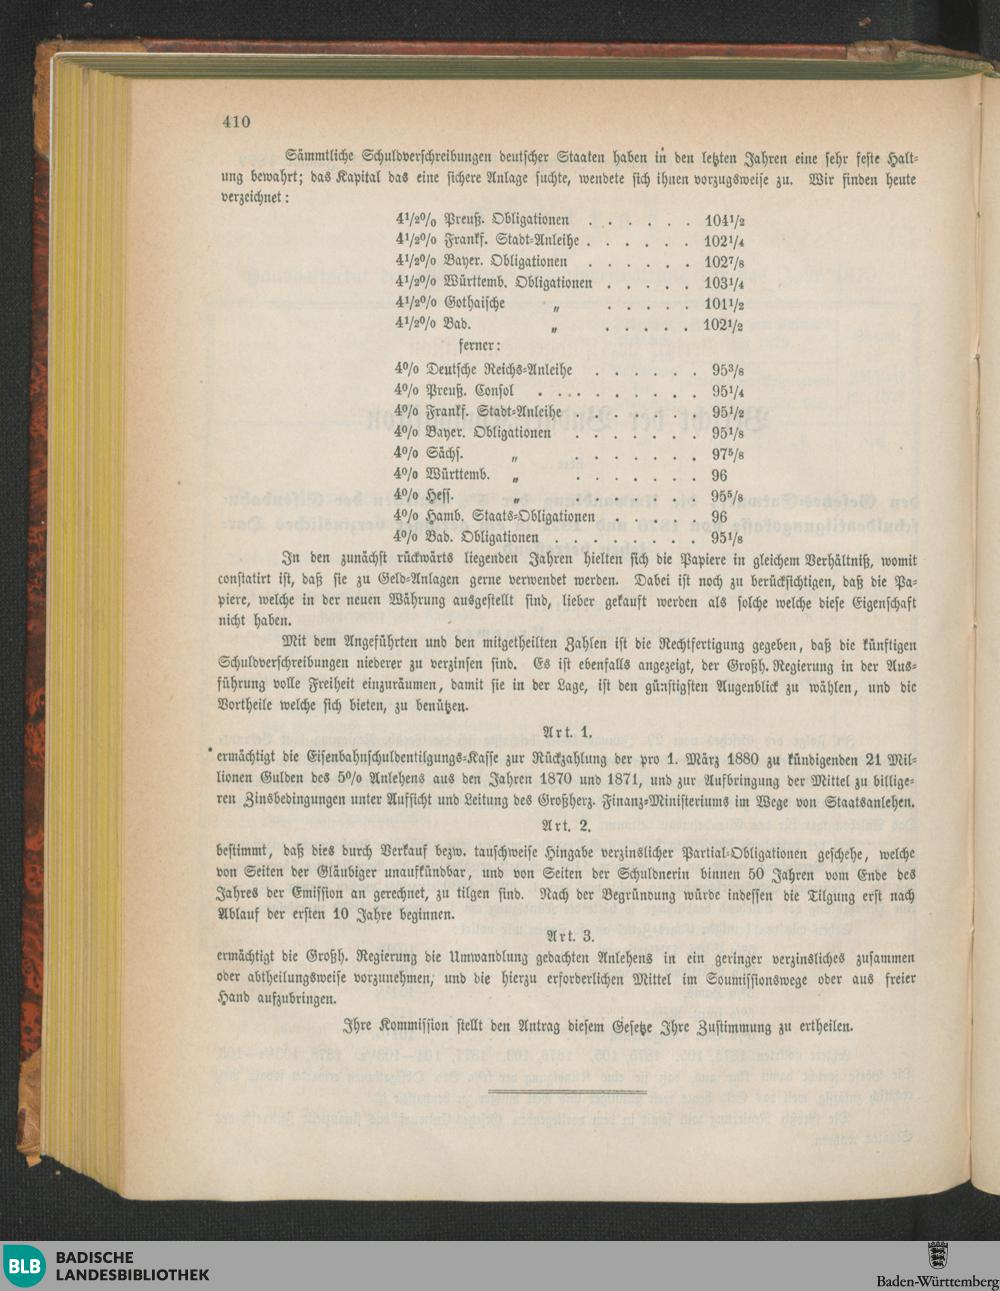 410
Sämmtliche Schuldverschreibungen deutscher Staaten haben in den letzten Jahren eine sehr feste Halt-
ung bewahrt; das Kapital das eine sichere Anlage suchte, wendete sich ihnen vorzugsweise zu. Wir finden heute
verzeichnet:
4¹/₂% Preuß. Obligationen . . . . . . 104¹/₂
4¹/₂% Frankf. Stadt-Anleihe . . . . . . 102¹/₄
4¹/₂% Bayer. Obligationen . . . . . . 102⁷/₈
4¹/₂% Württemb. Obligationen . . . . . 103¹/₄
4¹/₂% Gothaische „ . . . . . 101¹/₂
4¹/₂% Bad. „ . . . . . 102¹/₂
ferner:
4% Deutsche Reichs-Anleihe . . . . . . 95³/₈
4% Preuß. Consol . . . . . . . . . 95¹/₄
4% Frankf. Stadt-Anleihe . . . . . . . 95¹/₂
4% Bayer. Obligationen . . . . . . . 95¹/₈
4% Sächs. „ . . . . . . . 97⁵/₈
4% Württemb. „ . . . . . . . 96
4% Hess. „ . . . . . . . 95⁵/₈
4% Hamb. Staats-Obligationen . . . . . 96
4% Bad. Obligationen . . . . . . . . 95¹/₈
In den zunächst rückwärts liegenden Jahren hielten sich die Papiere in gleichem Verhältniß, womit
constatirt ist, daß sie zu Geld-Anlagen gerne verwendet werden. Dabei ist noch zu berücksichtigen, daß die Pa-
piere, welche in der neuen Währung ausgestellt sind, lieber gekauft werden als solche welche diese Eigenschaft
nicht haben.
Mit dem Angeführten und den mitgetheilten Zahlen ist die Rechtfertigung gegeben, daß die künftigen
Schuldverschreibungen niederer zu verzinsen sind. Es ist ebenfalls angezeigt, der Großh. Regierung in der Aus-
führung volle Freiheit einzuräumen, damit sie in der Lage, ist den günstigsten Augenblick zu wählen, und die
Vortheile welche sich bieten, zu benützen.
Art. 1.
ermächtigt die Eisenbahnschuldentilgungs-Kasse zur Rückzahlung der pro 1. März 1880 zu kündigenden 21 Mil-
lionen Gulden des 5% Anlehens aus den Jahren 1870 und 1871, und zur Aufbringung der Mittel zu billige-
ren Zinsbedingungen unter Aufsicht und Leitung des Großherz. Finanz-Ministeriums im Wege von Staatsanlehen.
Art. 2.
bestimmt, daß dies durch Verkauf bezw. tauschweise Hingabe verzinslicher Partial-Obligationen geschehe, welche
von Seiten der Gläubiger unaufkündbar, und von Seiten der Schuldnerin binnen 50 Jahren vom Ende des
Jahres der Emission an gerechnet, zu tilgen sind. Nach der Begründung würde indessen die Tilgung erst nach
Ablauf der ersten 10 Jahre beginnen.
Art. 3.
ermächtigt die Großh. Regierung die Umwandlung gedachten Anlehens in ein geringer verzinsliches zusammen
oder abtheilungsweise vorzunehmen, und die hierzu erforderlichen Mittel im Soumissionswege oder aus freier
Hand aufzubringen.
Ihre Kommission stellt den Antrag diesem Gesetze Ihre Zustimmung zu ertheilen.
BLB BADISCHE
LANDESBIBLIOTHEK
Baden-Württemberg